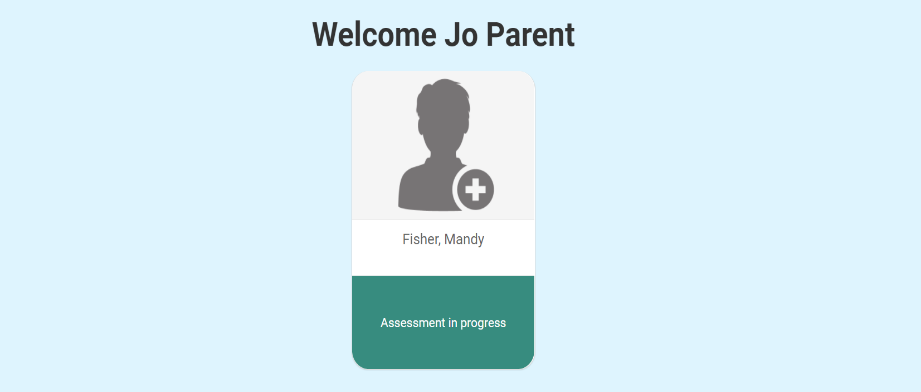 Welcome Jo Parent
Fisher, Mandy
Assessment in progress